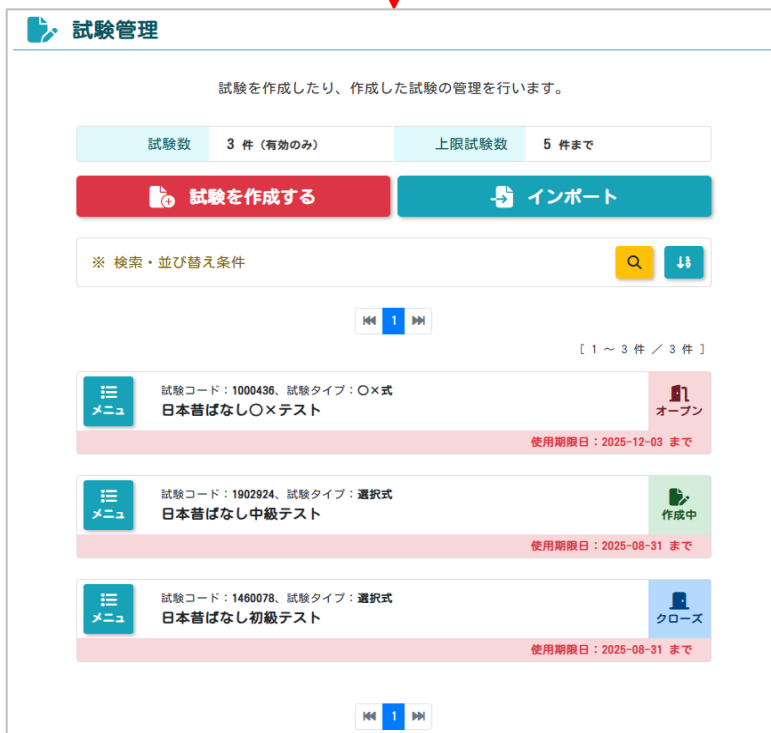 試験管理
試験を作成したり、作成した試験の管理を行います。
試験数 3 件（有効のみ） 上限試験数 5 件まで
試験を作成する インポート
※ 検索・並び替え条件
1
[ 1 ～ 3 件 ／ 3 件 ]
試験コード：1000436、試験タイプ：〇×式
メニュー 日本昔ばなし〇×テスト オープン
使用期限日：2025-12-03 まで
試験コード：1902924、試験タイプ：選択式
メニュー 日本昔ばなし中級テスト 作成中
使用期限日：2025-08-31 まで
試験コード：1460078、試験タイプ：選択式
メニュー 日本昔ばなし初級テスト クローズ
使用期限日：2025-08-31 まで
1